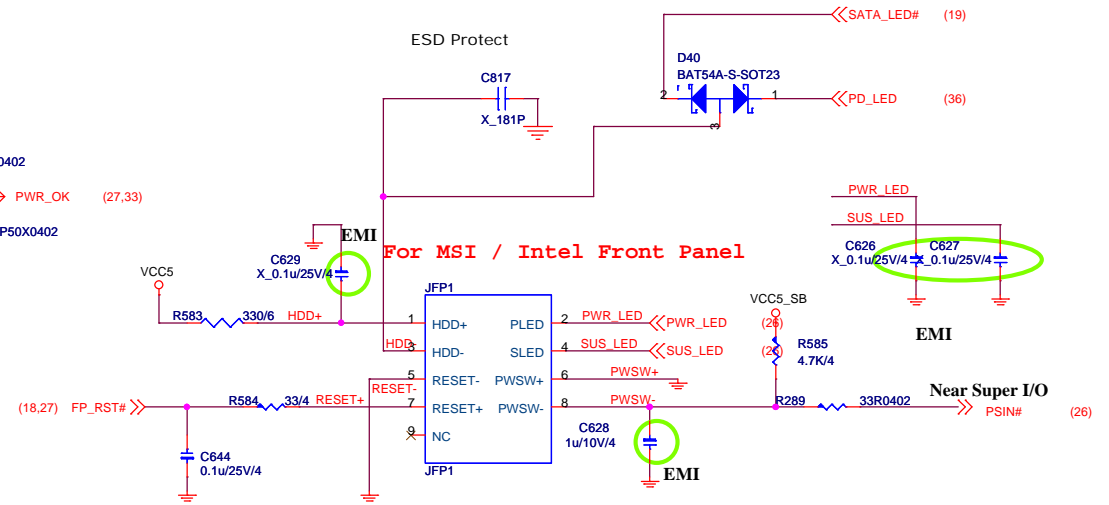 SATA_LED# (19)
ESD Protect
D40
BAT54A-S-SOT23
C817
2
1
PD_LED (36)
X_181P
3
0402
PWR_OK (27,33)
PWR_LED
P50X0402
SUS_LED
EMI
For MSI / Intel Front Panel
C626
C627
C629
X_0.1u/25V/4
X_0.1u/25V/4
X_0.1u/25V/4
VCC5
JFP1
VCC5_SB
R583
330/6
HDD+
1
HDD+
PLED
2
PWR_LED
PWR_LED
(26)
EMI
HDD-
3
HDD-
SLED
4
SUS_LED
SUS_LED
(26)
R585
4.7K/4
RESET-
5
RESET-
PWSW+
6
PWSW+
Near Super I/O
(18,27) FP_RST#
R584
33/4
RESET+
7
RESET+
PWSW-
8
PWSW-
R289
33R0402
PSIN#
(26)
9
NC
C628
1u/10V/4
C644
0.1u/25V/4
JFP1
EMI